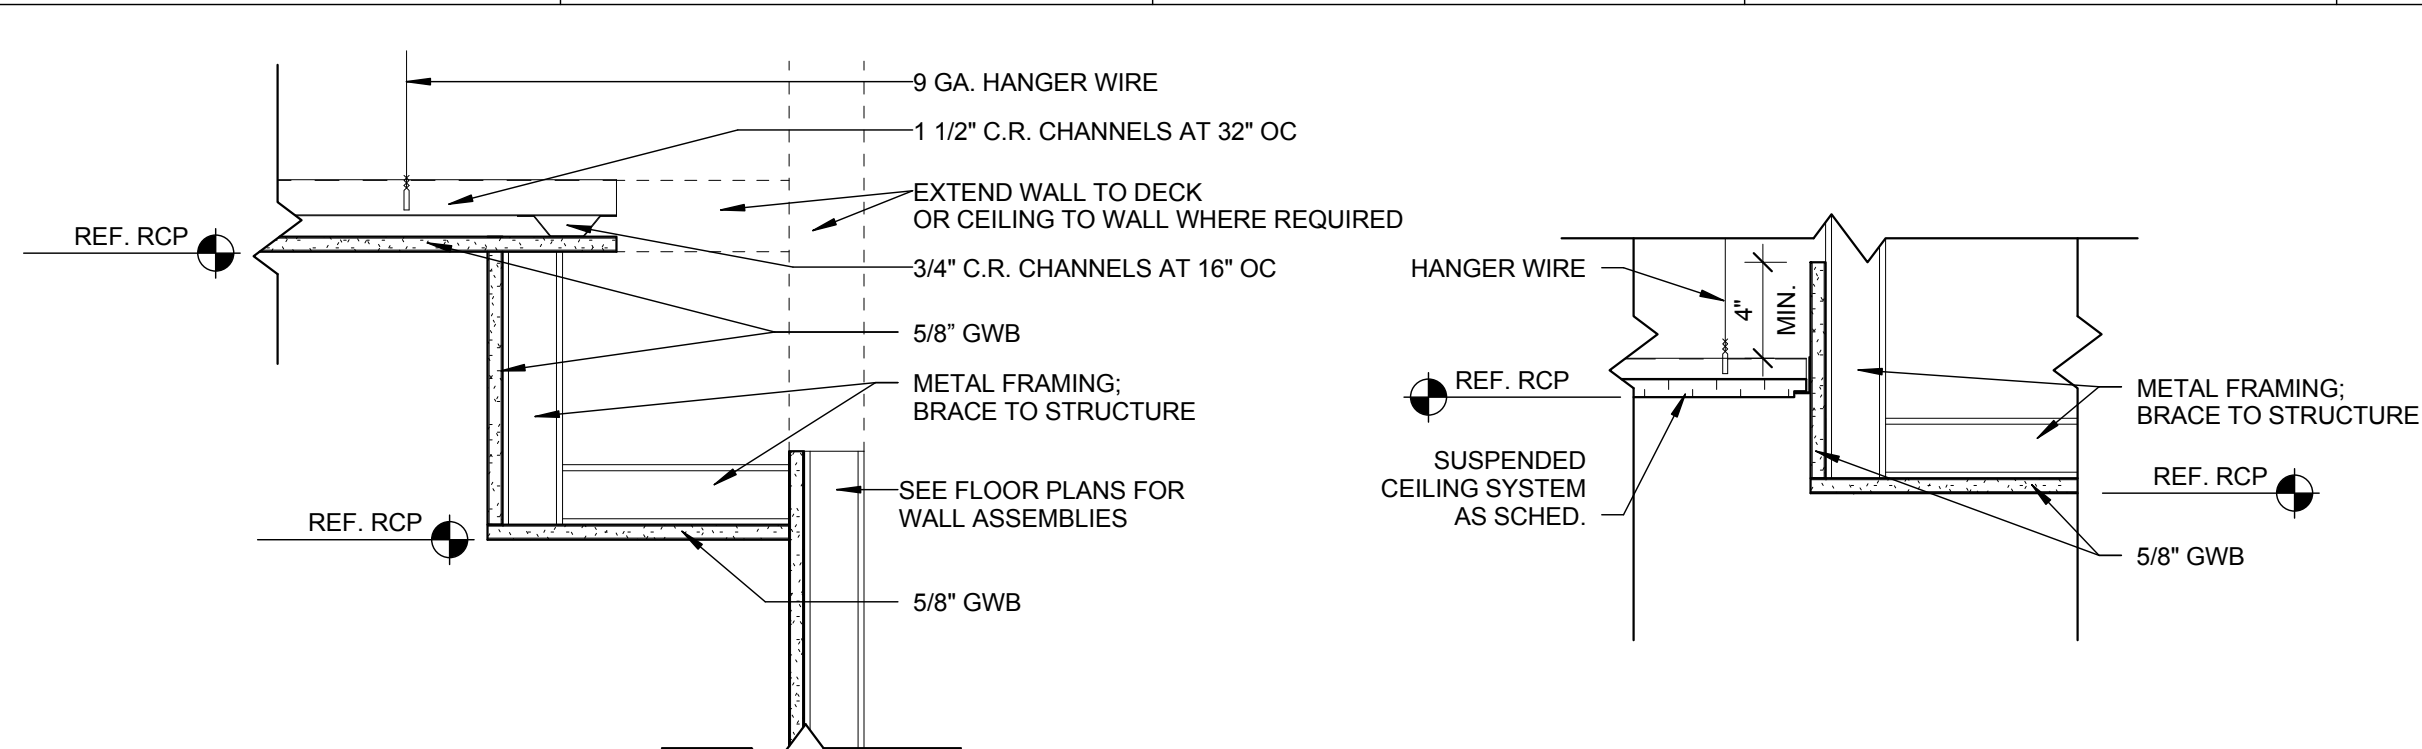 9 GA. HANGER WIRE
1 1/2" C.R. CHANNELS AT 32" OC
EXTEND WALL TO DECK
OR CEILING TO WALL WHERE REQUIRED
REF. RCP
3/4" C.R. CHANNELS AT 16" OC
5/8” GWB
METAL FRAMING;
BRACE TO STRUCTURE
SEE FLOOR PLANS FOR
WALL ASSEMBLIES
REF. RCP
5/8" GWB
HANGER WIRE
4"
MIN.
REF. RCP
METAL FRAMING;
BRACE TO STRUCTURE
SUSPENDED
CEILING SYSTEM
AS SCHED.
REF. RCP
5/8" GWB